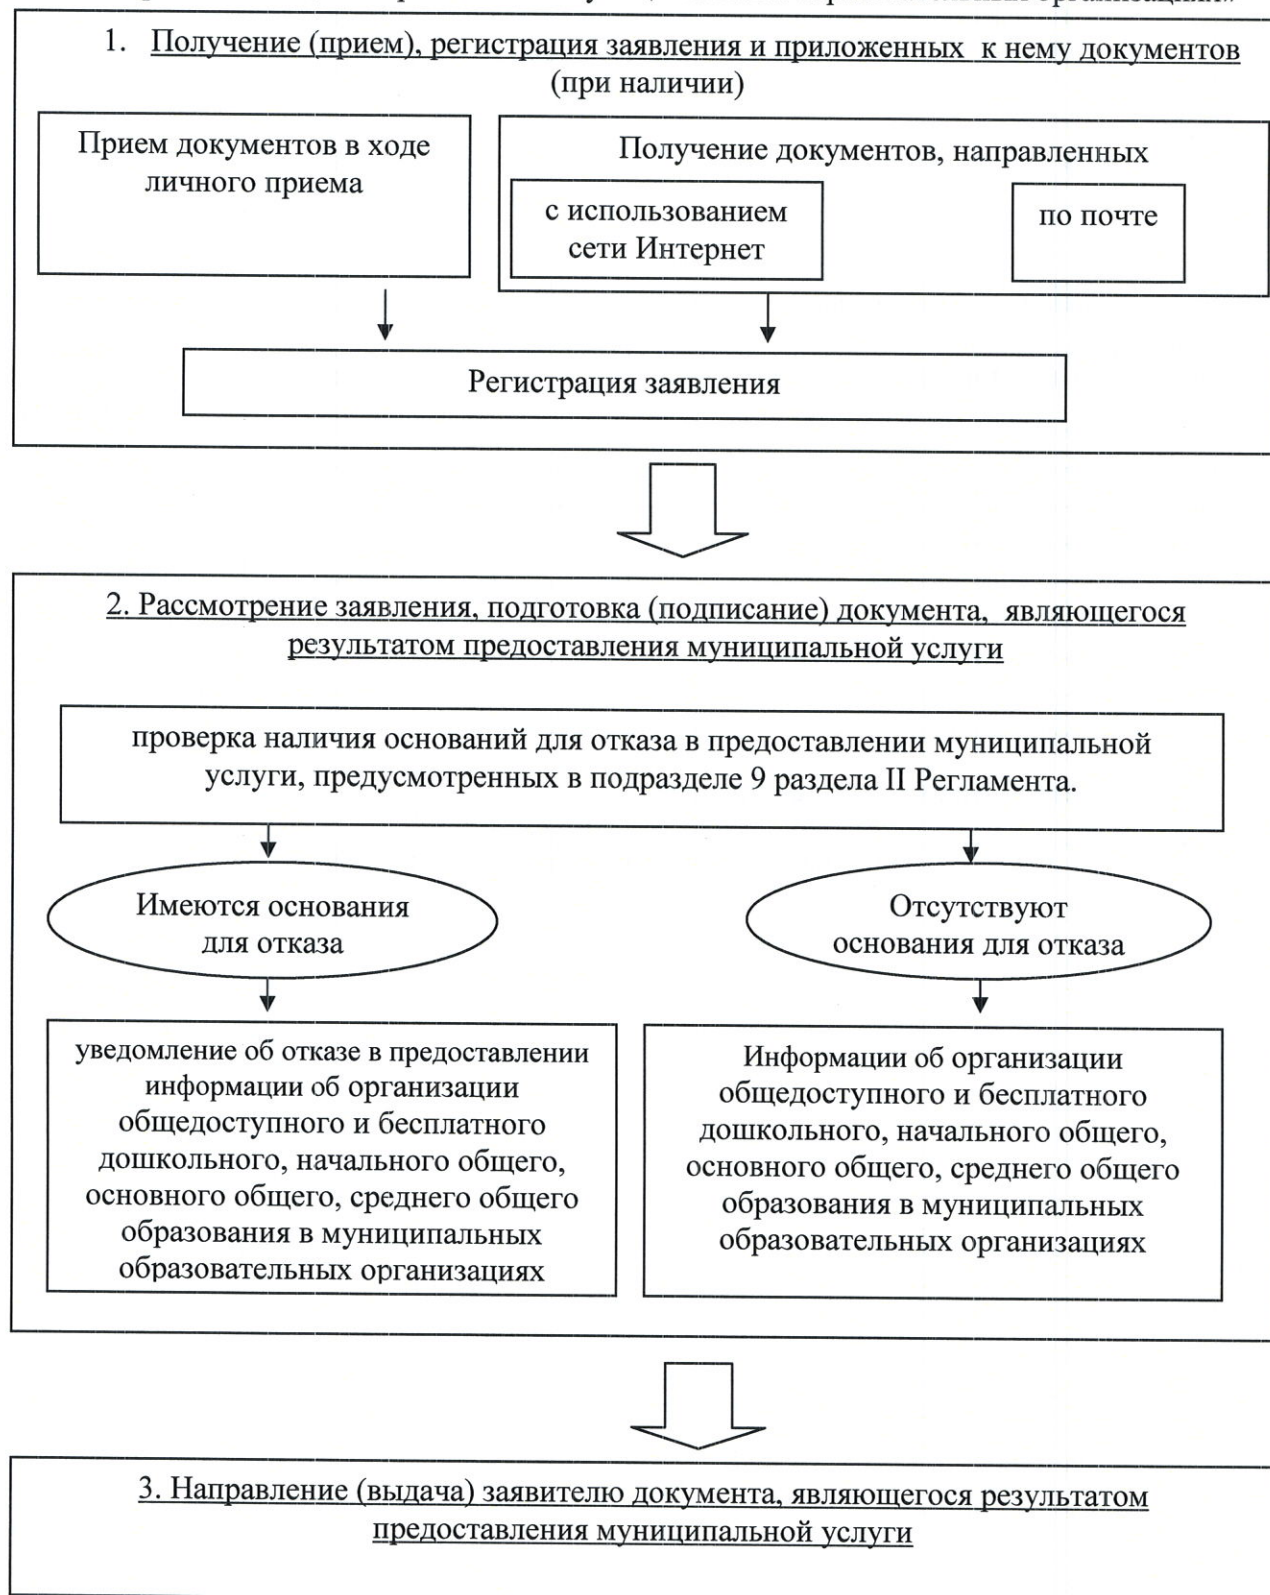 1. Получение (прием), регистрация заявления и приложенных к нему документов
(при наличии)
Прием документов в ходе
личного приема
Получение документов, направленных
с использованием
сети Интернет
по почте
Регистрация заявления
2. Рассмотрение заявления, подготовка (подписание) документа, являющегося
результатом предоставления муниципальной услуги
проверка наличия оснований для отказа в предоставлении муниципальной
услуги, предусмотренных в подразделе 9 раздела II Регламента.
Имеются основания
для отказа
Отсутствуют
основания для отказа
уведомление об отказе в предоставлении
информации об организации
общедоступного и бесплатного
дошкольного, начального общего,
основного общего, среднего общего
образования в муниципальных
образовательных организациях
Информации об организации
общедоступного и бесплатного
дошкольного, начального общего,
основного общего, среднего общего
образования в муниципальных
образовательных организациях
3. Направление (выдача) заявителю документа, являющегося результатом
предоставления муниципальной услуги